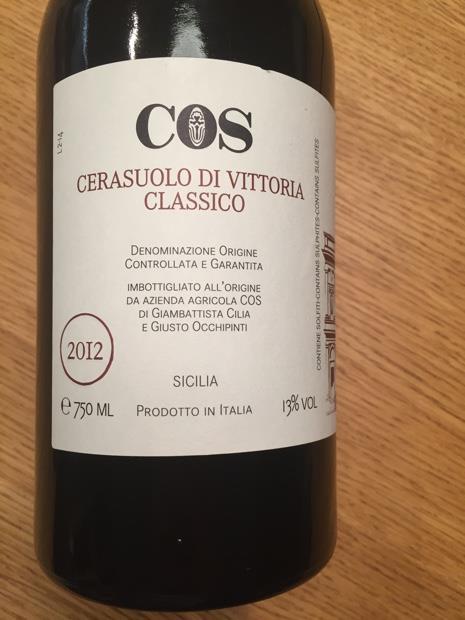 COS
CERASUOLO DI VITTORIA
CLASSICO
DENOMINAZIONE ORIGINE
CONTROLLATA E GARANTITA
IMBOTTIGLIATO ALL'ORIGINE
DA AZIENDA AGRICOLA COS
DI GIAMBATTISTA CILIA
E GIUSTO OCCHIPINTI
2012
SICILIA
e 750 ML
PRODOTTO IN ITALIA
13% VOL
L 2-14
CONTIENE SOLFITI-CONTAINS SULPHITES-CONTAINS SULFITES